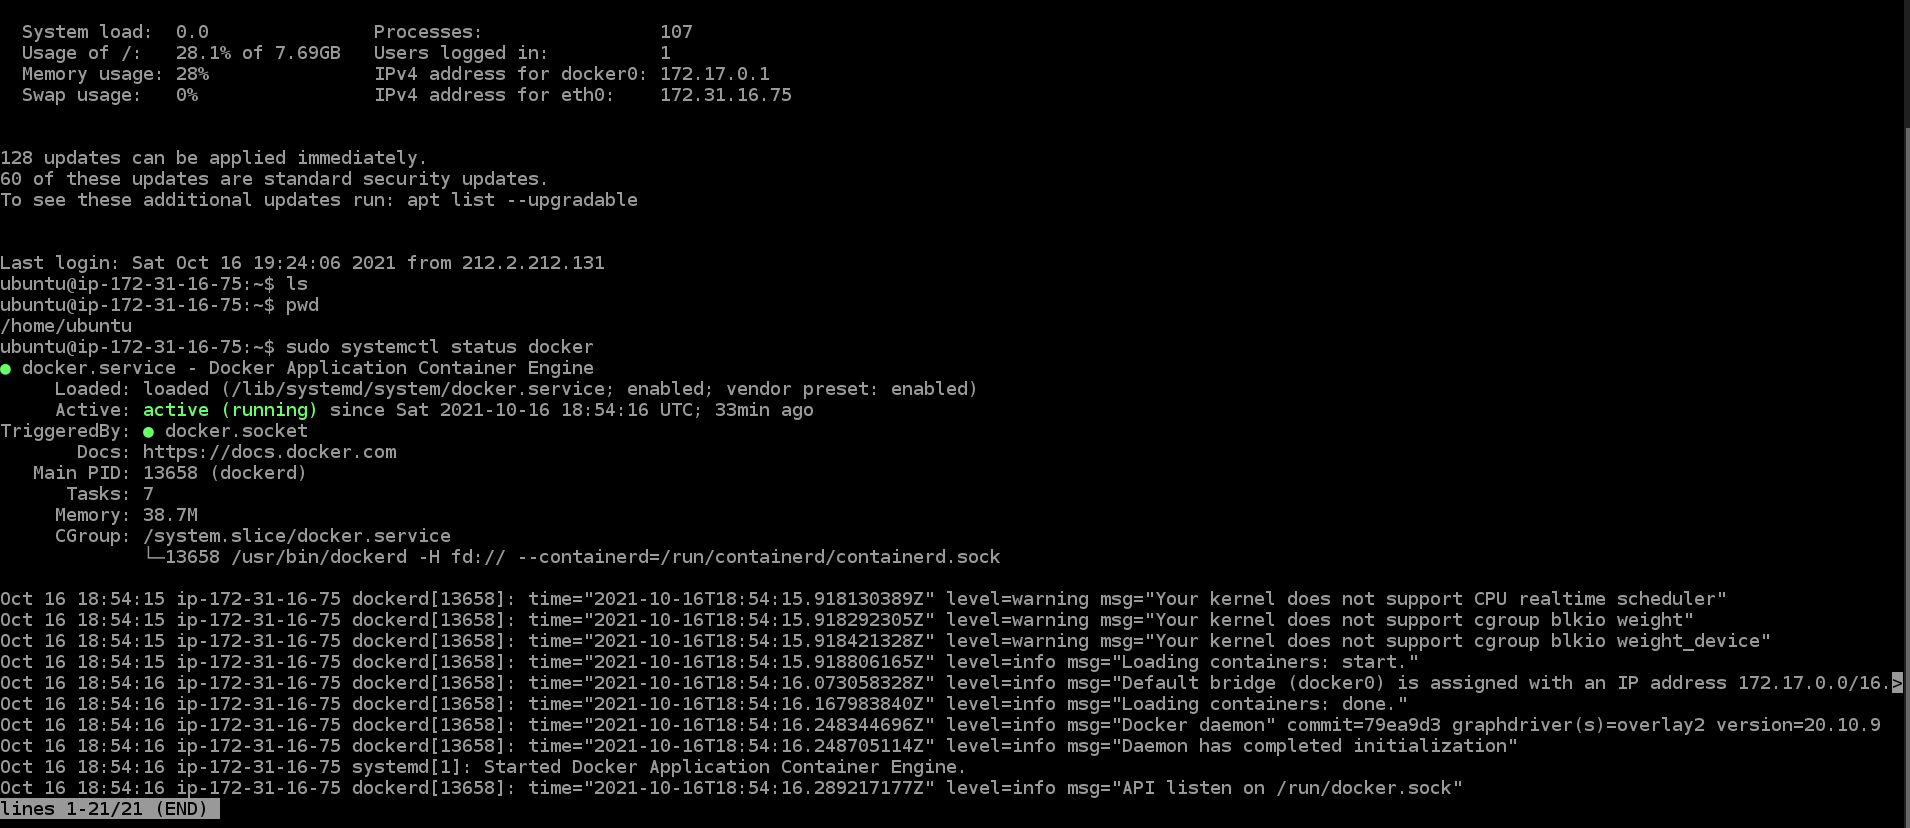 System load:  0.0               Processes:                107
Usage of /:   28.1% of 7.69GB   Users logged in:          1
Memory usage: 28%               IPv4 address for docker0: 172.17.0.1
Swap usage:   0%                IPv4 address for eth0:    172.31.16.75
128 updates can be applied immediately.
60 of these updates are standard security updates.
To see these additional updates run: apt list --upgradable
Last login: Sat Oct 16 19:24:06 2021 from 212.2.212.131
ubuntu@ip-172-31-16-75:~$ ls
ubuntu@ip-172-31-16-75:~$ pwd
/home/ubuntu
ubuntu@ip-172-31-16-75:~$ sudo systemctl status docker
● docker.service - Docker Application Container Engine
     Loaded: loaded (/lib/systemd/system/docker.service; enabled; vendor preset: enabled)
     Active: active (running) since Sat 2021-10-16 18:54:16 UTC; 33min ago
TriggeredBy: ● docker.socket
       Docs: https://docs.docker.com
   Main PID: 13658 (dockerd)
      Tasks: 7
     Memory: 38.7M
     CGroup: /system.slice/docker.service
             └─13658 /usr/bin/dockerd -H fd:// --containerd=/run/containerd/containerd.sock
Oct 16 18:54:15 ip-172-31-16-75 dockerd[13658]: time="2021-10-16T18:54:15.918130389Z" level=warning msg="Your kernel does not support CPU realtime scheduler"
Oct 16 18:54:15 ip-172-31-16-75 dockerd[13658]: time="2021-10-16T18:54:15.918292305Z" level=warning msg="Your kernel does not support cgroup blkio weight"
Oct 16 18:54:15 ip-172-31-16-75 dockerd[13658]: time="2021-10-16T18:54:15.918421328Z" level=warning msg="Your kernel does not support cgroup blkio weight_device"
Oct 16 18:54:15 ip-172-31-16-75 dockerd[13658]: time="2021-10-16T18:54:15.918806165Z" level=info msg="Loading containers: start."
Oct 16 18:54:16 ip-172-31-16-75 dockerd[13658]: time="2021-10-16T18:54:16.073058328Z" level=info msg="Default bridge (docker0) is assigned with an IP address 172.17.0.0/16.>
Oct 16 18:54:16 ip-172-31-16-75 dockerd[13658]: time="2021-10-16T18:54:16.167983840Z" level=info msg="Loading containers: done."
Oct 16 18:54:16 ip-172-31-16-75 dockerd[13658]: time="2021-10-16T18:54:16.248344696Z" level=info msg="Docker daemon" commit=79ea9d3 graphdriver(s)=overlay2 version=20.10.9
Oct 16 18:54:16 ip-172-31-16-75 dockerd[13658]: time="2021-10-16T18:54:16.248705114Z" level=info msg="Daemon has completed initialization"
Oct 16 18:54:16 ip-172-31-16-75 systemd[1]: Started Docker Application Container Engine.
Oct 16 18:54:16 ip-172-31-16-75 dockerd[13658]: time="2021-10-16T18:54:16.289217177Z" level=info msg="API listen on /run/docker.sock"
lines 1-21/21 (END)